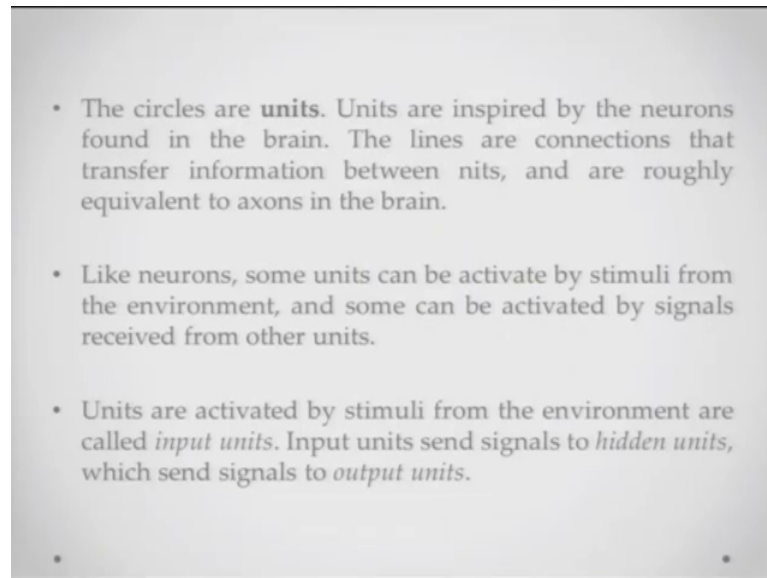 • The circles are units. Units are inspired by the neurons
found in the brain. The lines are connections that
transfer information between nits, and are roughly
equivalent to axons in the brain.
• Like neurons, some units can be activate by stimuli from
the environment, and some can be activated by signals
received from other units.
• Units are activated by stimuli from the environment are
called input units. Input units send signals to hidden units,
which send signals to output units.